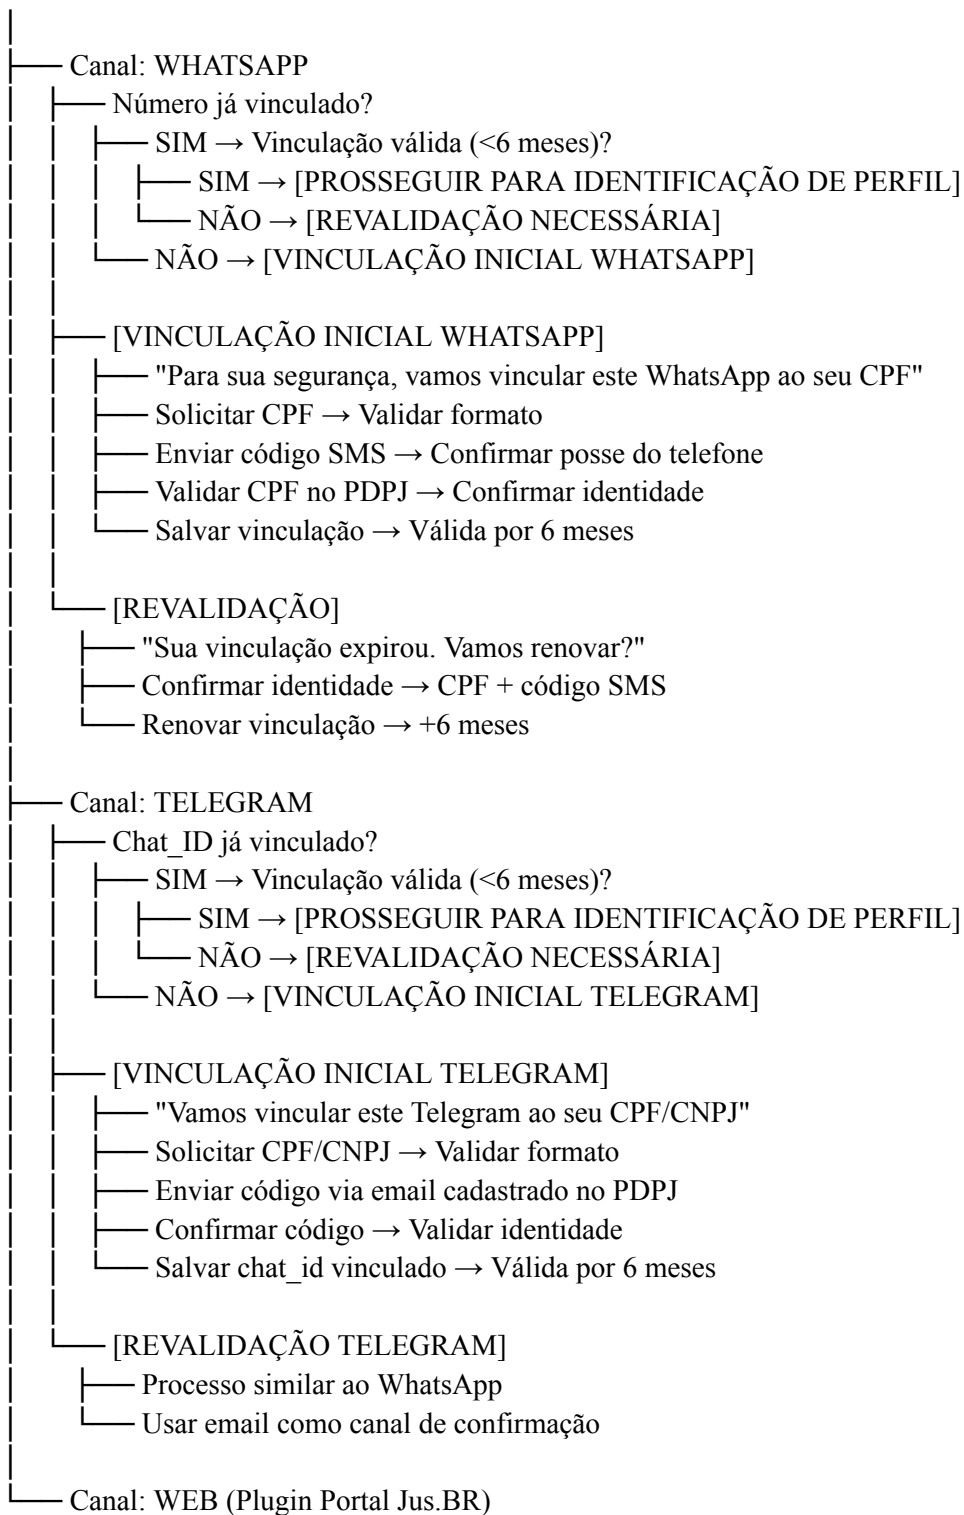 Canal: WHATSAPP
Número já vinculado?
SIM → Vinculação válida (<6 meses)?
SIM → [PROSSEGUIR PARA IDENTIFICAÇÃO DE PERFIL]
NÃO → [REVALIDAÇÃO NECESSÁRIA]
NÃO → [VINCULAÇÃO INICIAL WHATSAPP]
[VINCULAÇÃO INICIAL WHATSAPP]
"Para sua segurança, vamos vincular este WhatsApp ao seu CPF"
Solicitar CPF → Validar formato
Enviar código SMS → Confirmar posse do telefone
Validar CPF no PDPJ → Confirmar identidade
Salvar vinculação → Válida por 6 meses
[REVALIDAÇÃO]
"Sua vinculação expirou. Vamos renovar?"
Confirmar identidade → CPF + código SMS
Renovar vinculação → +6 meses
Canal: TELEGRAM
Chat_ID já vinculado?
SIM → Vinculação válida (<6 meses)?
SIM → [PROSSEGUIR PARA IDENTIFICAÇÃO DE PERFIL]
NÃO → [REVALIDAÇÃO NECESSÁRIA]
NÃO → [VINCULAÇÃO INICIAL TELEGRAM]
[VINCULAÇÃO INICIAL TELEGRAM]
"Vamos vincular este Telegram ao seu CPF/CNPJ"
Solicitar CPF/CNPJ → Validar formato
Enviar código via email cadastrado no PDPJ
Confirmar código → Validar identidade
Salvar chat_id vinculado → Válida por 6 meses
[REVALIDAÇÃO TELEGRAM]
Processo similar ao WhatsApp
Usar email como canal de confirmação
Canal: WEB (Plugin Portal Jus.BR)